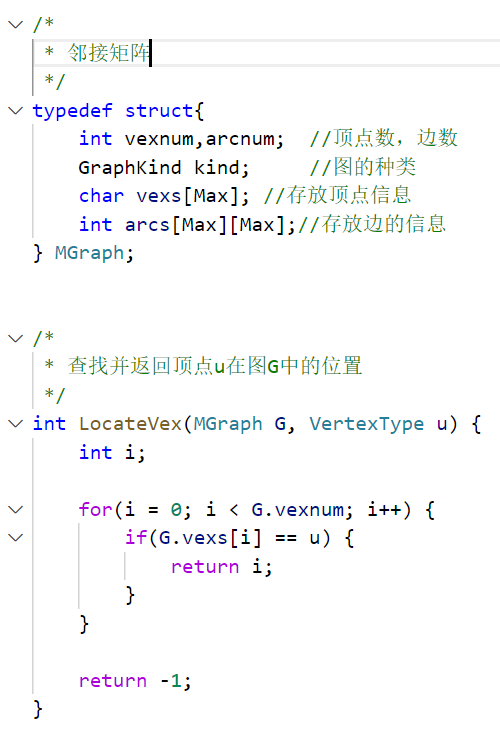 /*
* 邻接矩阵
*/
typedef struct{
int vexnum,arcnum; //顶点数，边数
GraphKind kind; //图的种类
char vexs[Max]; //存放顶点信息
int arcs[Max][Max];//存放边的信息
} MGraph;
/*
* 查找并返回顶点u在图G中的位置
*/
int LocateVex(MGraph G, VertexType u) {
int i;
for(i = 0; i < G.vexnum; i++) {
if(G.vexs[i] == u) {
return i;
}
}
return -1;
}